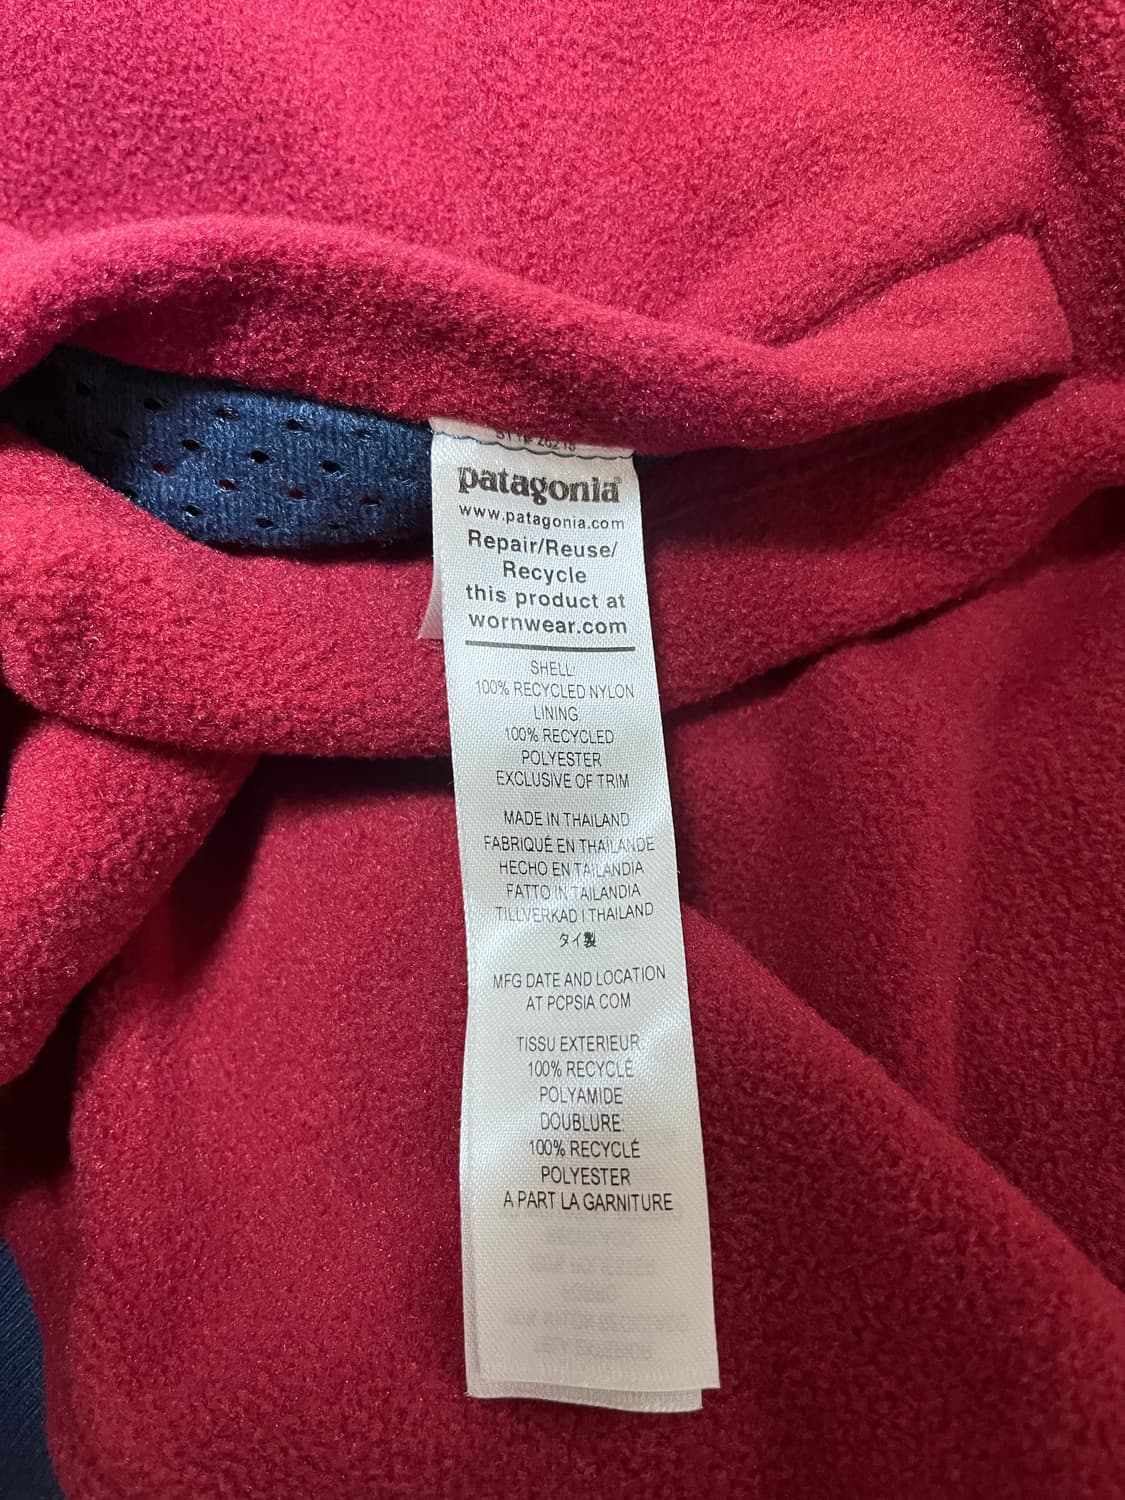 patagonia®
www.patagonia.com
Repair/Reuse/
Recycle
this product at
wornwear.com
SHELL:
100% RECYCLED NYLON
LINING
100% RECYCLED
POLYESTER
EXCLUSIVE OF TRIM
MADE IN THAILAND
FABRIQUÉ EN THAÏLANDE
HECHO EN TAILANDIA
FATTO IN TAILANDIA
TILLVERKAD I THAILAND
タイ製
MFG DATE AND LOCATION
AT PCPSIA.COM
TISSU EXTERIEUR:
100% RECYCLÉ
POLYAMIDE
DOUBLURE:
100% RECYCLÉ
POLYESTER
A PART LA GARNITURE